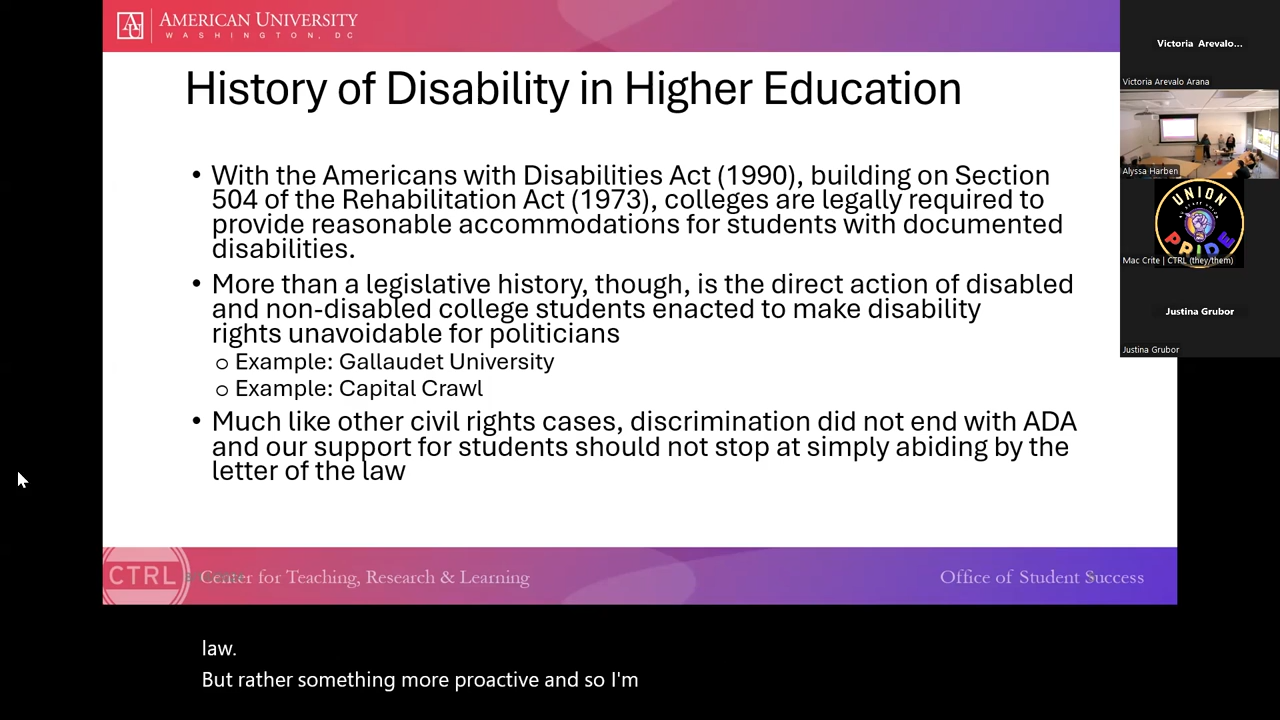 AMERICAN UNIVERSITY
WASHINGTON, DC
History of Disability in Higher Education
• With the Americans with Disabilities Act (1990), building on Section
504 of the Rehabilitation Act (1973), colleges are legally required to
provide reasonable accommodations for students with documented
disabilities.
• More than a legislative history, though, is the direct action of disabled
and non-disabled college students enacted to make disability
rights unavoidable for politicians
o Example: Gallaudet University
o Example: Capital Crawl
• Much like other civil rights cases, discrimination did not end with ADA
and our support for students should not stop at simply abiding by the
letter of the law
CTRL Center for Teaching, Research & Learning
Office of Student Success
Victoria Arevalo...
Victoria Arevalo Arana
Alyssa Harben
UNION
PRIDE
Mac Crite | CTRL (they/them)
Justina Grubor
Justina Grubor
law.
But rather something more proactive and so I'm